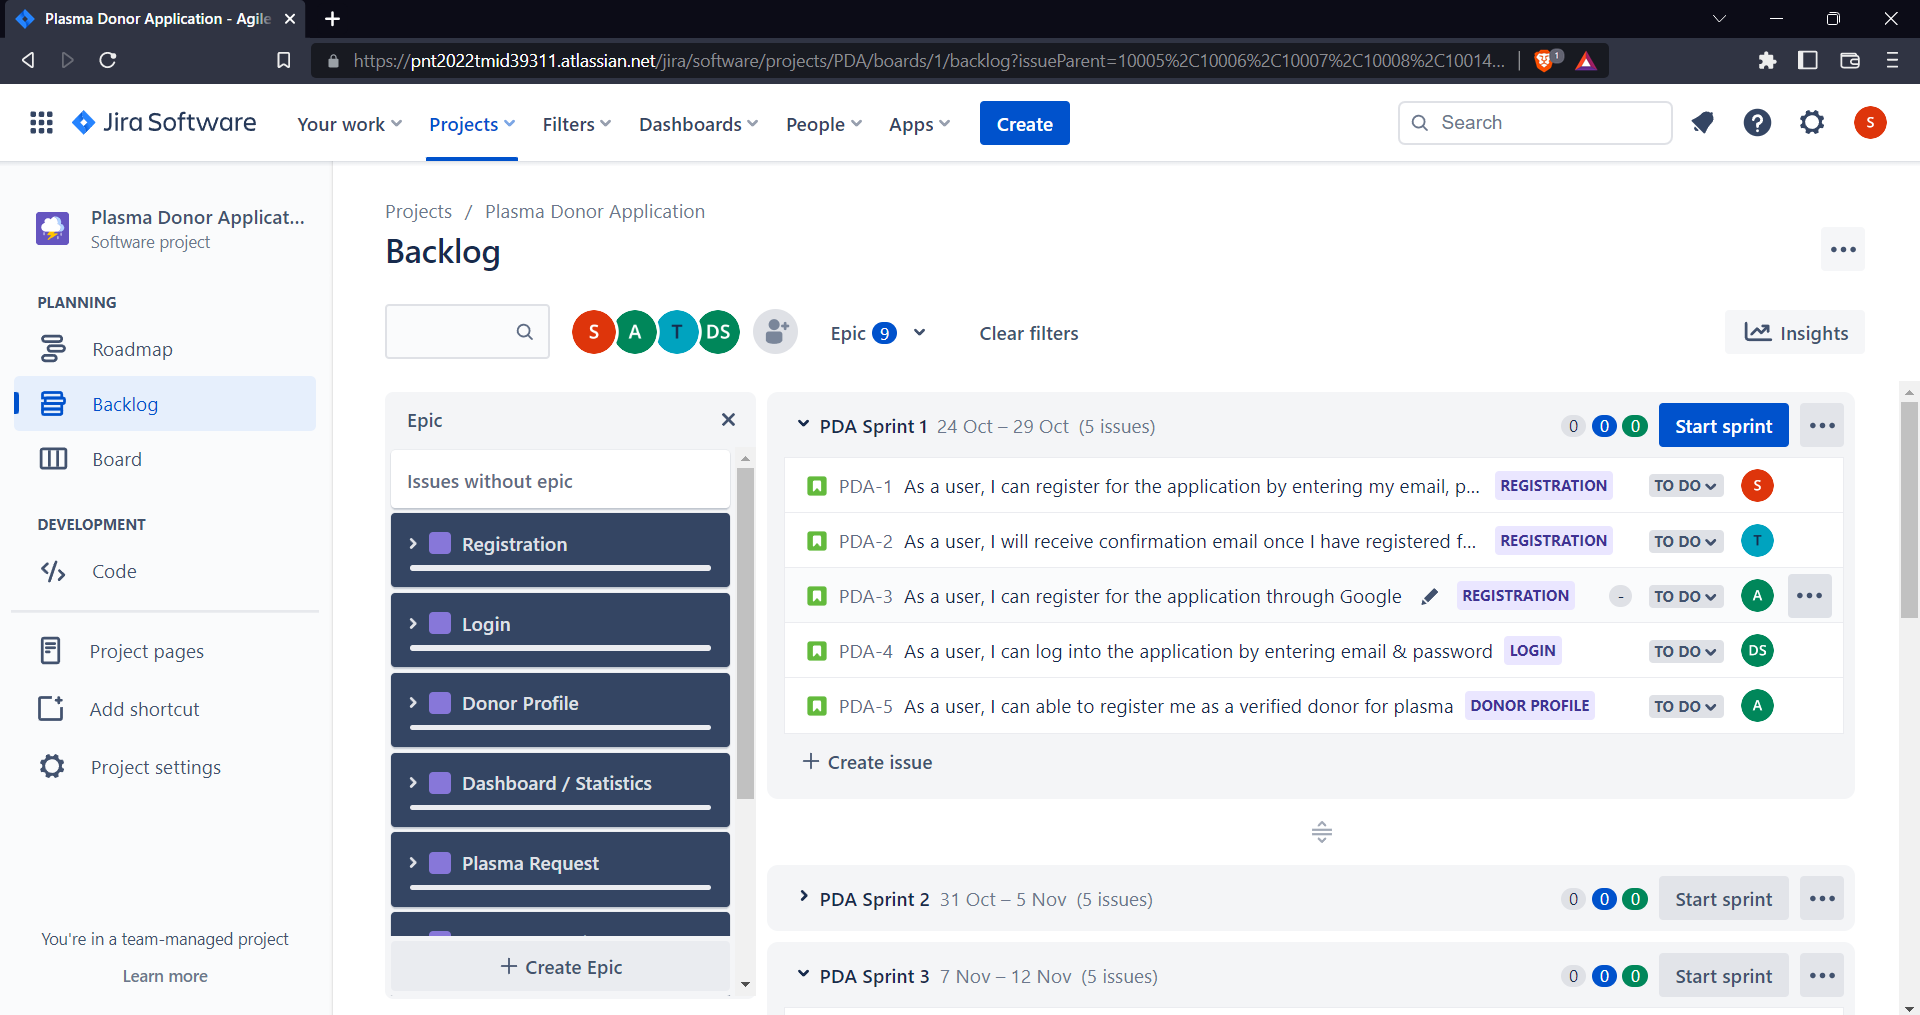 Plasma Donor Application - Agile
https://pnt2022tmid39311.atlassian.net/jira/software/projects/PDA/boards/1/backlog?issueParent=10005%2C10006%2C10007%2C10008%2C10014...
1
Jira Software
Your work
Projects
Filters
Dashboards
People
Apps
Create
Search
?
S
Plasma Donor Applicat...
Software project
PLANNING
Roadmap
Backlog
Board
DEVELOPMENT
Code
Project pages
Add shortcut
Project settings
You're in a team-managed project
Learn more
Projects / Plasma Donor Application
Backlog
S A T DS
Epic 9
Clear filters
Insights
Epic
Issues without epic
Registration
Login
Donor Profile
Dashboard / Statistics
Plasma Request
+ Create Epic
PDA Sprint 1 24 Oct – 29 Oct (5 issues) 0 0 0 Start sprint
PDA-1 As a user, I can register for the application by entering my email, p... REGISTRATION TO DO S
PDA-2 As a user, I will receive confirmation email once I have registered f... REGISTRATION TO DO T
PDA-3 As a user, I can register for the application through Google REGISTRATION - TO DO A
PDA-4 As a user, I can log into the application by entering email & password LOGIN TO DO DS
PDA-5 As a user, I can able to register me as a verified donor for plasma DONOR PROFILE TO DO A
+ Create issue
PDA Sprint 2 31 Oct – 5 Nov (5 issues) 0 0 0 Start sprint
PDA Sprint 3 7 Nov – 12 Nov (5 issues) 0 0 0 Start sprint